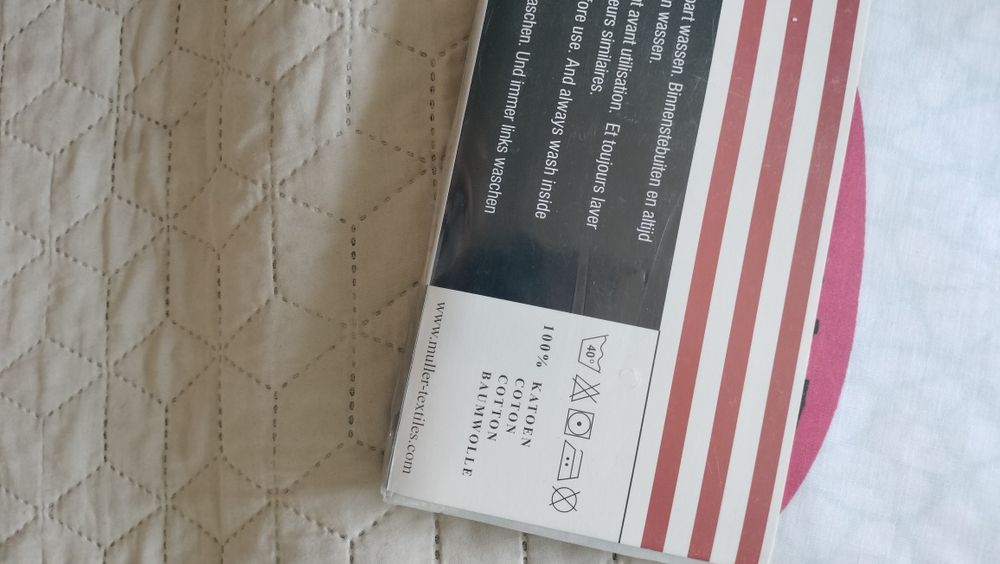 part wassen. Binnenstebuiten en altijd
n wassen.
t avant utilisation. Et toujours laver
eurs similaires.
fore use. And always wash inside
aschen. Und immer links waschen
40°
100% KATOEN
COTON
COTTON
BAUMWOLLE
www.muller-textiles.com